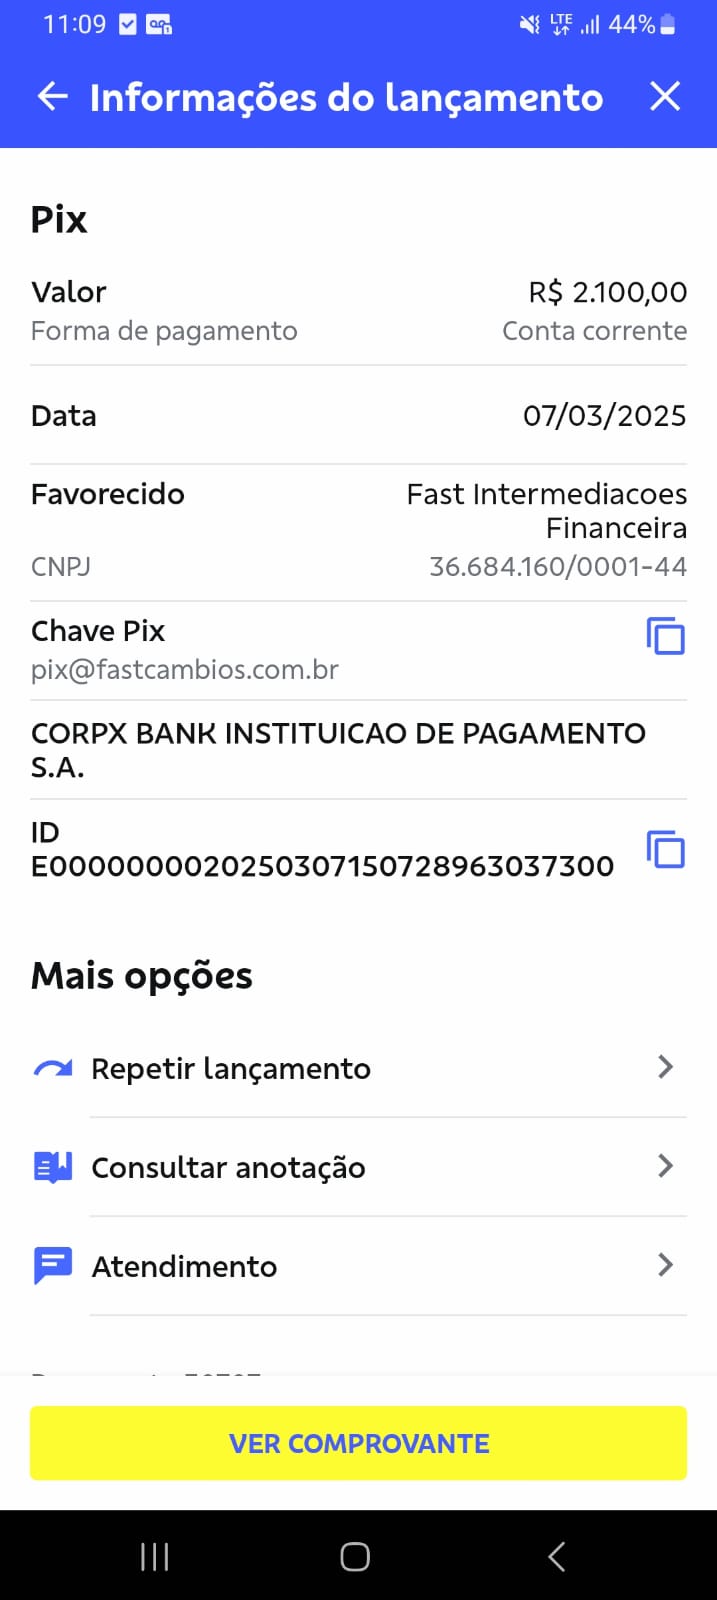 11:09
LTE
44%
Informações do lançamento
Pix
Valor R$ 2.100,00
Forma de pagamento Conta corrente
Data 07/03/2025
Favorecido Fast Intermediacoes
Financeira
CNPJ 36.684.160/0001-44
Chave Pix
pix@fastcambios.com.br
CORPX BANK INSTITUICAO DE PAGAMENTO
S.A.
ID
E0000000020250307150728963037300
Mais opções
Repetir lançamento
Consultar anotação
Atendimento
VER COMPROVANTE